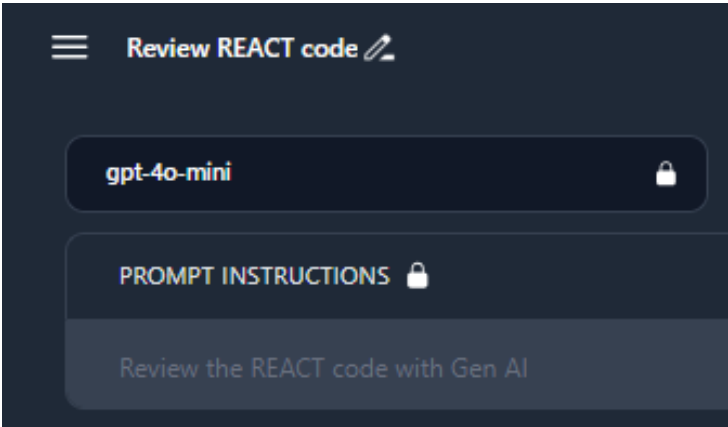 Review REACT code
gpt-4o-mini
PROMPT INSTRUCTIONS
Review the REACT code with Gen AI